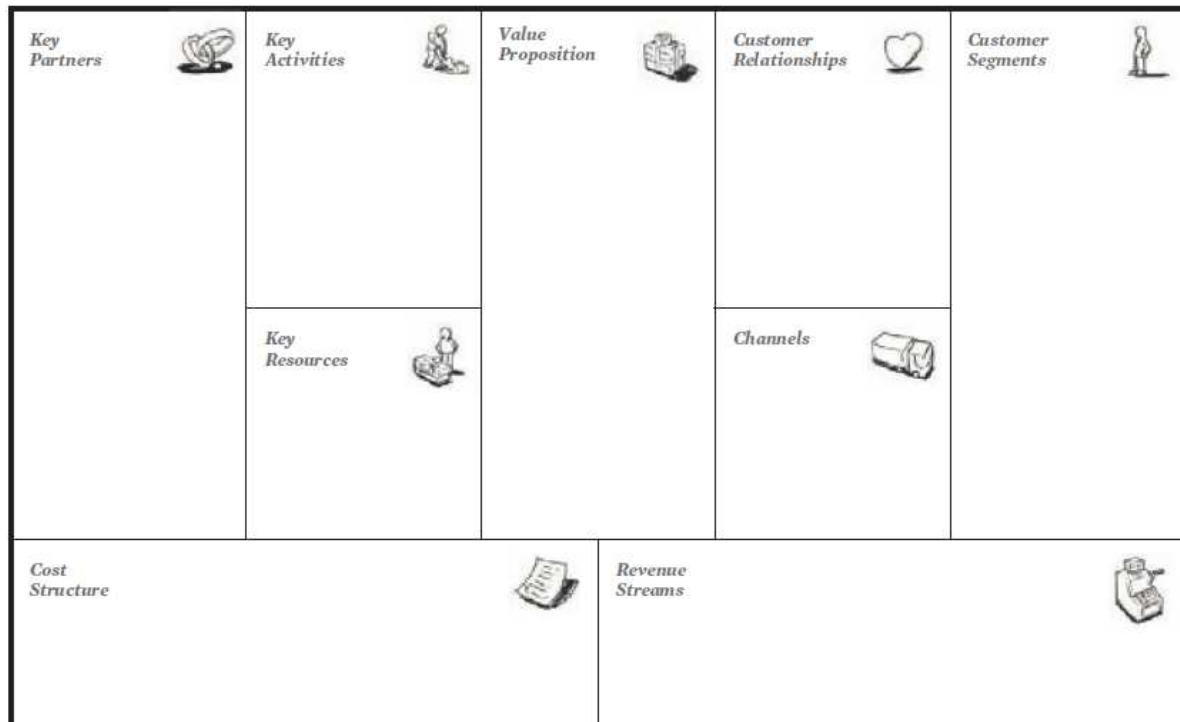 Key
Partners
Key
Activities
Value
Proposition
Customer
Relationships
Customer
Segments
Key
Resources
Channels
Cost
Structure
Revenue
Streams